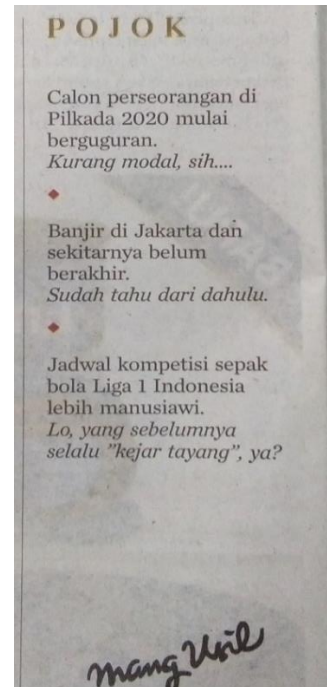 POJOK
Calon perseorangan di
Pilkada 2020 mulai
berguguran.
Kurang modal, sih....
Banjir di Jakarta dan
sekitarnya belum
berakhir.
Sudah tahu dari dahulu.
Jadwal kompetisi sepak
bola Liga 1 Indonesia
lebih manusiawi.
Lo, yang sebelumnya
selalu "kejar tayang", ya?
mang Usil